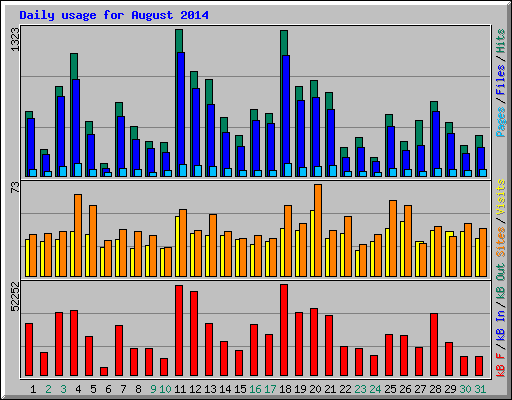 Daily usage for August 2014
1323
Pages / Files / Hits
73
Sites / Visits
52252
kB F / kB In / kB Out
1 2 3 4 5 6 7 8 9 10 11 12 13 14 15 16 17 18 19 20 21 22 23 24 25 26 27 28 29 30 31